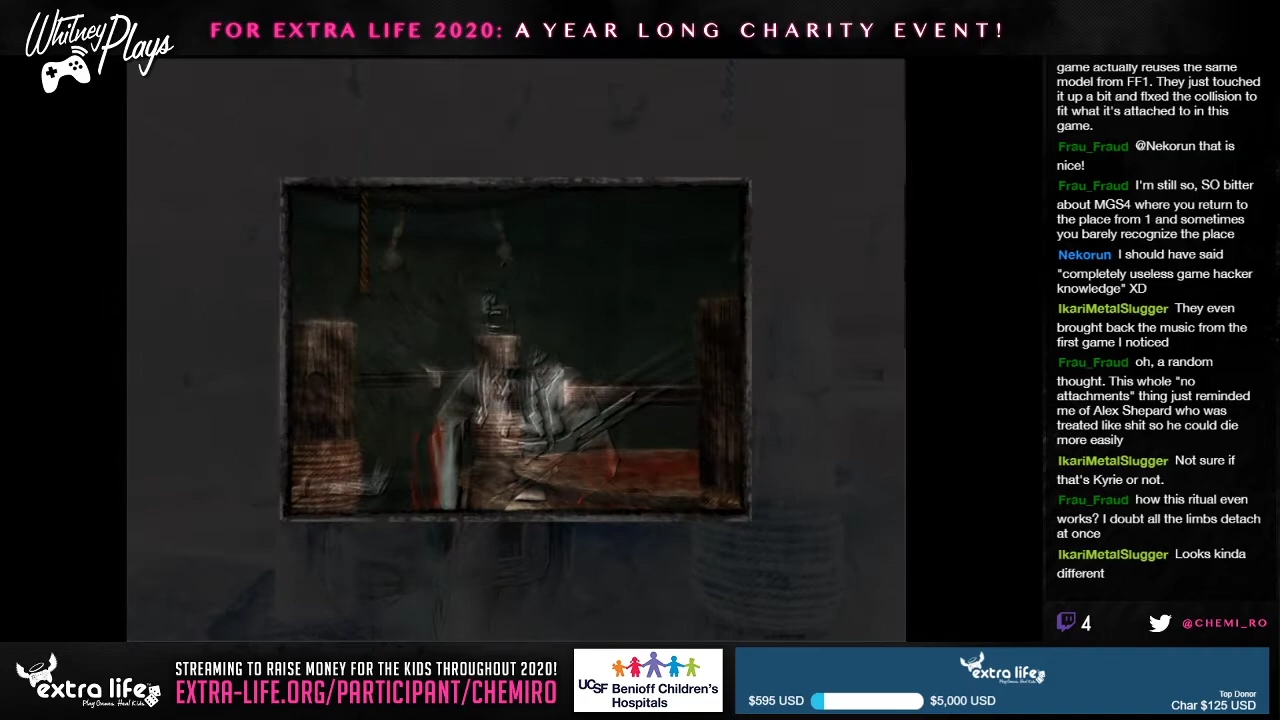 Whitney Plays
FOR EXTRA LIFE 2020: A YEAR LONG CHARITY EVENT!
game actually reuses the same
model from FF1. They just touched
it up a bit and fixed the collision to
fit what it's attached to in this
game.
Frau_Fraud @Nekorun that is
nice!
Frau_Fraud I'm still so, SO bitter
about MGS4 where you return to
the place from 1 and sometimes
you barely recognize the place
Nekorun I should have said
"completely useless game hacker
knowledge" XD
IkariMetalSlugger They even
brought back the music from the
first game I noticed
Frau_Fraud oh, a random
thought. This whole "no
attachments" thing just reminded
me of Alex Shepard who was
treated like shit so he could die
more easily
IkariMetalSlugger Not sure if
that's Kyrie or not.
Frau_Fraud how this ritual even
works? I doubt all the limbs detach
at once
IkariMetalSlugger Looks kinda
different
4 @CHEMI_RO
extra life
Play Games. Heal Kids.
STREAMING TO RAISE MONEY FOR THE KIDS THROUGHOUT 2020!
EXTRA-LIFE.ORG/PARTICIPANT/CHEMIRO
UCSF Benioff Children's
Hospitals
extra life
Play Games. Heal Kids.
$595 USD $5,000 USD
Top Donor
Char $125 USD